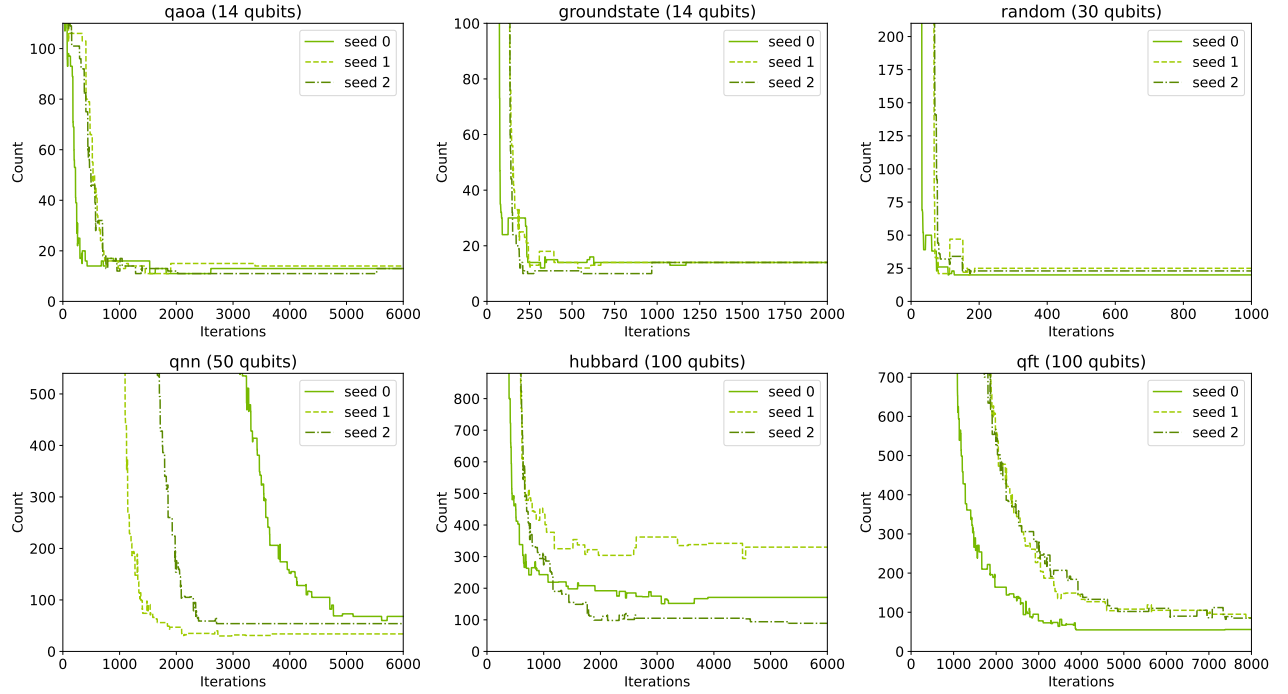 qaoa (14 qubits)
100
80
60
40
20
0
Count
0 1000 2000 3000 4000 5000 6000
Iterations
seed 0
seed 1
seed 2
groundstate (14 qubits)
100
80
60
40
20
0
Count
0 250 500 750 1000 1250 1500 1750 2000
Iterations
seed 0
seed 1
seed 2
random (30 qubits)
200
175
150
125
100
75
50
25
0
Count
0 200 400 600 800 1000
Iterations
seed 0
seed 1
seed 2
qnn (50 qubits)
500
400
300
200
100
0
Count
0 1000 2000 3000 4000 5000 6000
Iterations
seed 0
seed 1
seed 2
hubbard (100 qubits)
800
700
600
500
400
300
200
100
0
Count
0 1000 2000 3000 4000 5000 6000
Iterations
seed 0
seed 1
seed 2
qft (100 qubits)
700
600
500
400
300
200
100
0
Count
0 1000 2000 3000 4000 5000 6000 7000 8000
Iterations
seed 0
seed 1
seed 2